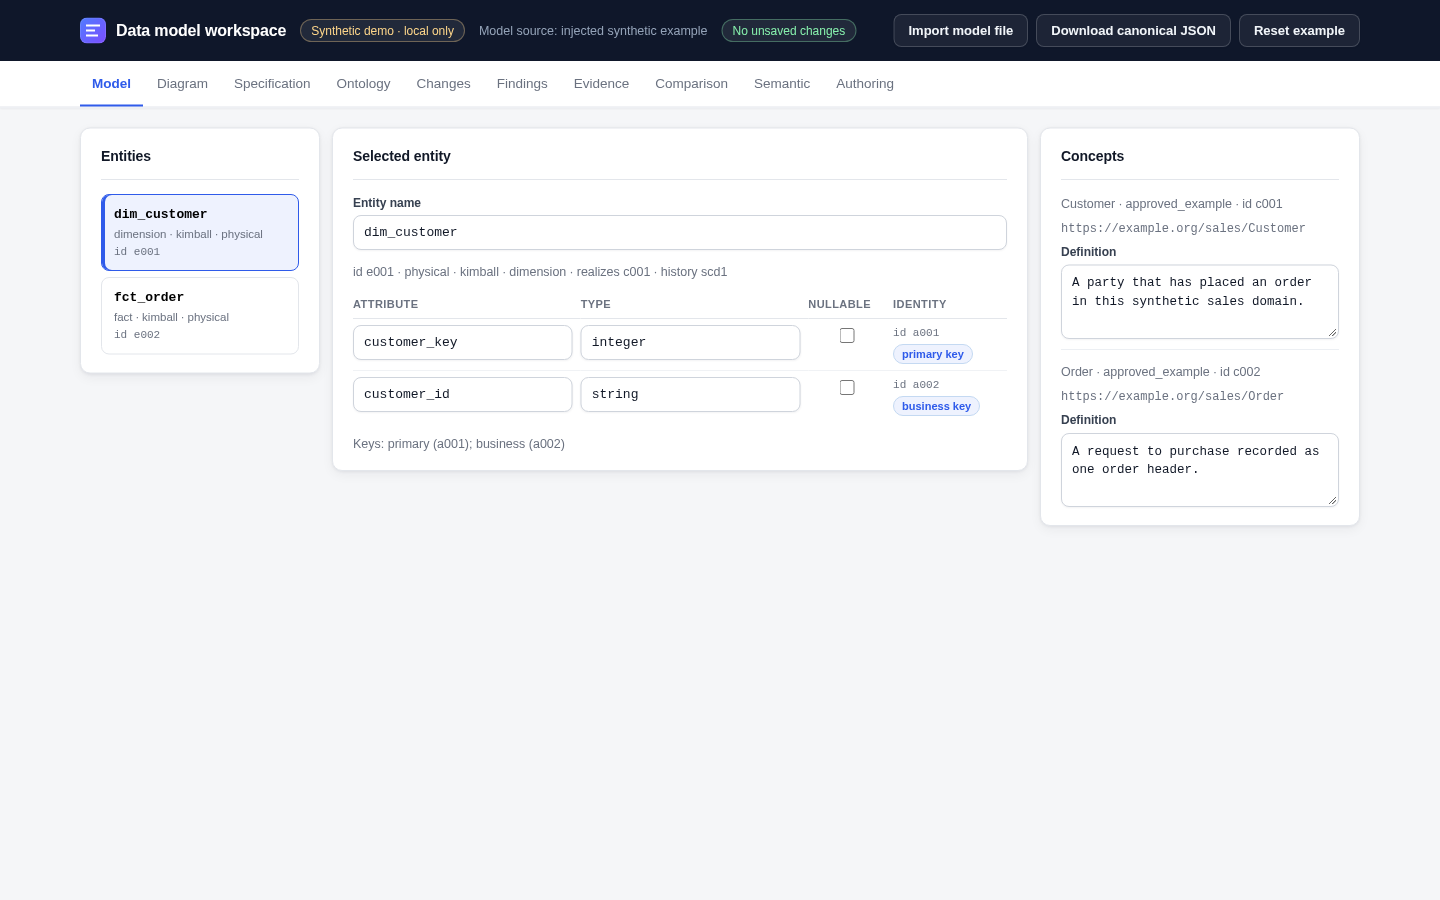 Data model workspace
Synthetic demo · local only
Model source: injected synthetic example
No unsaved changes
Import model file
Download canonical JSON
Reset example
Model
Diagram
Specification
Ontology
Changes
Findings
Evidence
Comparison
Semantic
Authoring
Entities
dim_customer
dimension · kimball · physical
id e001
fct_order
fact · kimball · physical
id e002
Selected entity
Entity name
dim_customer
id e001 · physical · kimball · dimension · realizes c001 · history scd1
ATTRIBUTE TYPE NULLABLE IDENTITY
customer_key integer id a001
primary key
customer_id string id a002
business key
Keys: primary (a001); business (a002)
Concepts
Customer · approved_example · id c001
https://example.org/sales/Customer
Definition
A party that has placed an order
in this synthetic sales domain.
Order · approved_example · id c002
https://example.org/sales/Order
Definition
A request to purchase recorded as
one order header.